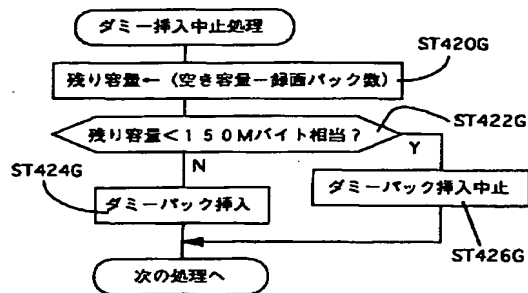 ダミー挿入中止処理
ST420G
残り容量←(空き容量－録画パック数)
ST422G
残り容量<150Mバイト相当?
N
Y
ST424G
ダミーパック挿入
ダミーパック挿入中止
ST426G
次の処理へ